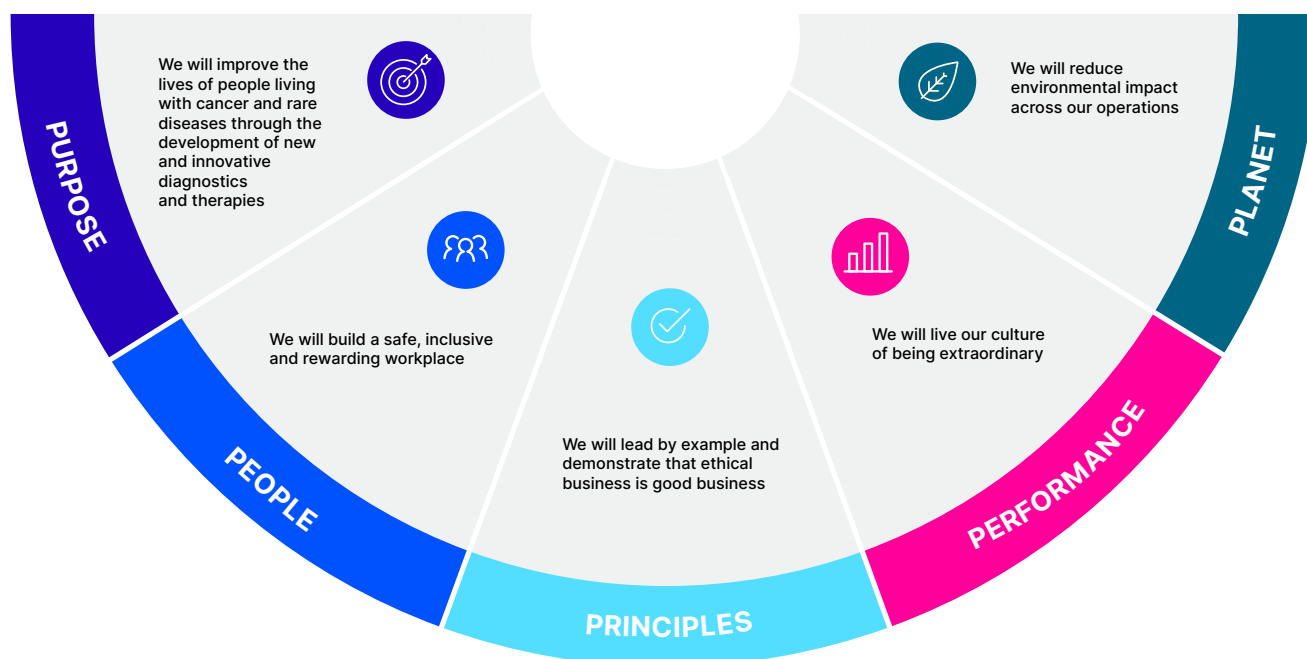 PURPOSE
We will improve the
lives of people living
with cancer and rare
diseases through the
development of new
and innovative
diagnostics
and therapies
PEOPLE
We will build a safe, inclusive
and rewarding workplace
PRINCIPLES
We will lead by example and
demonstrate that ethical
business is good business
PERFORMANCE
We will live our culture
of being extraordinary
PLANET
We will reduce
environmental impact
across our operations